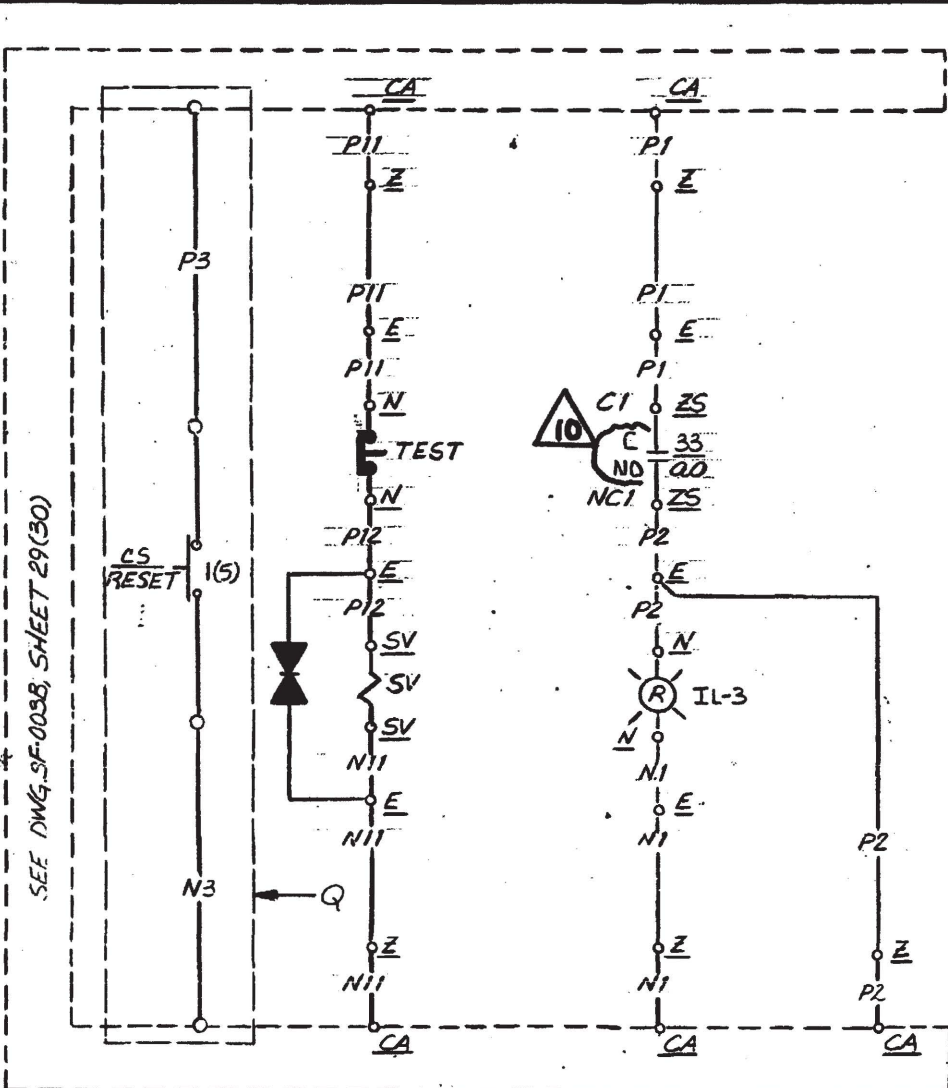 SEE DWG. SF-003B, SHEET 29(30)
P3
CS
RESET
1(5)
N3
Q
CA
P11
Z
P11
E
P11
N
TEST
N
P12
E
P12
SV
SV
SV
N11
E
N11
Z
N11
CA
CA
P1
Z
P1
E
P1
C1
ZS
10
C
33
NO
ao
NC1
ZS
P2
E
P2
N
R
IL-3
N
N1
E
N1
Z
N1
CA
P2
Z
P2
CA